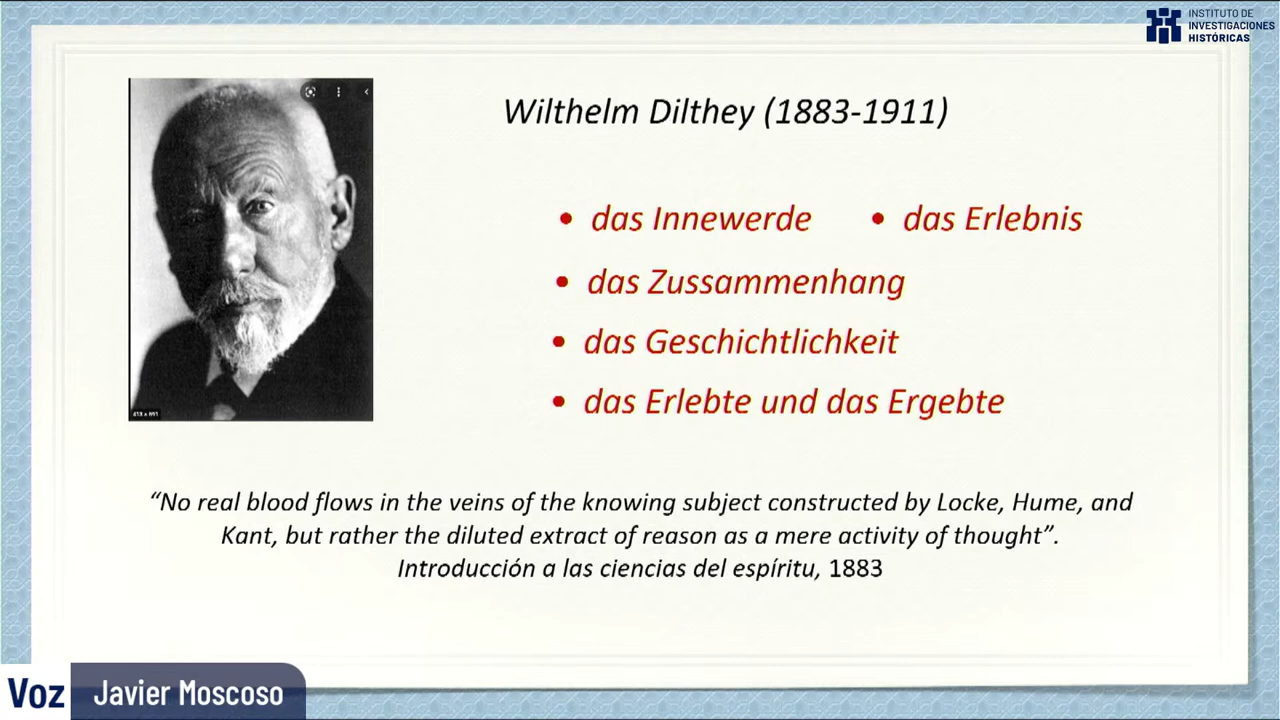 INSTITUTO DE
INVESTIGACIONES
HISTÓRICAS
Wilthelm Dilthey (1883-1911)
• das Innewerde • das Erlebnis
• das Zussammenhang
• das Geschichtlichkeit
• das Erlebte und das Ergebte
“No real blood flows in the veins of the knowing subject constructed by Locke, Hume, and
Kant, but rather the diluted extract of reason as a mere activity of thought”.
Introducción a las ciencias del espíritu, 1883
Voz Javier Moscoso